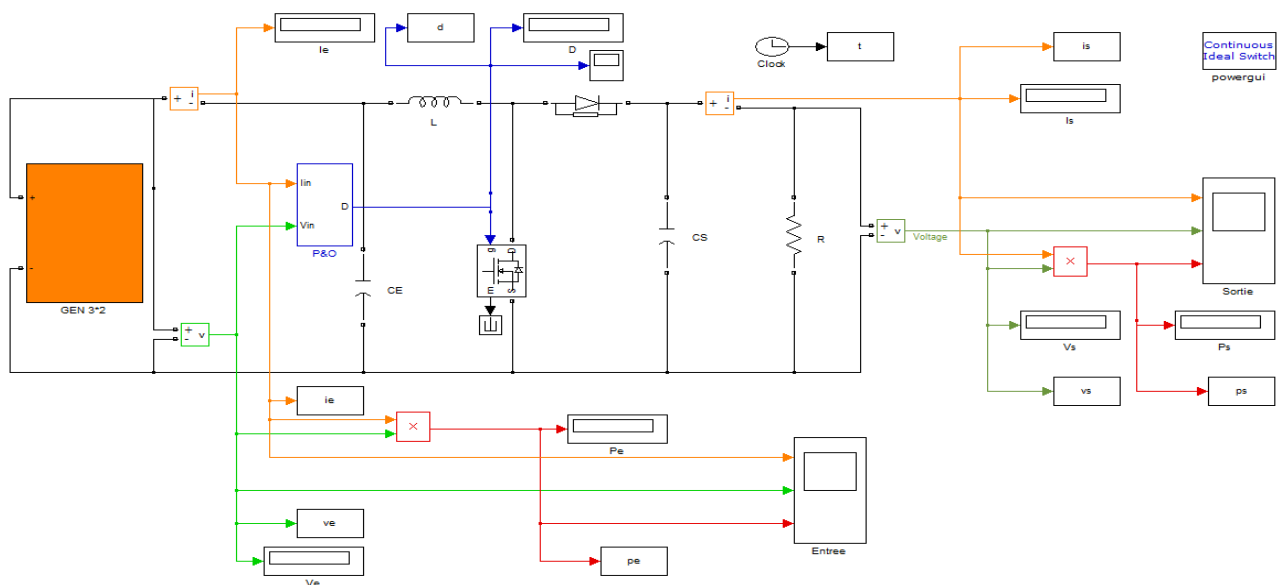 Ie
d
D
Clock
t
is
Is
Continuous
Ideal Switch
powergui
+ i
-
L
+ i
-
+
-
GEN 3*2
Iin
Vin
D
P&O
CE
g D
E S
CS
R
+ v
-
Voltage
×
Sortie
+ v
-
Vs
Ps
vs
ps
ie
×
Pe
Entree
ve
Ve
pe